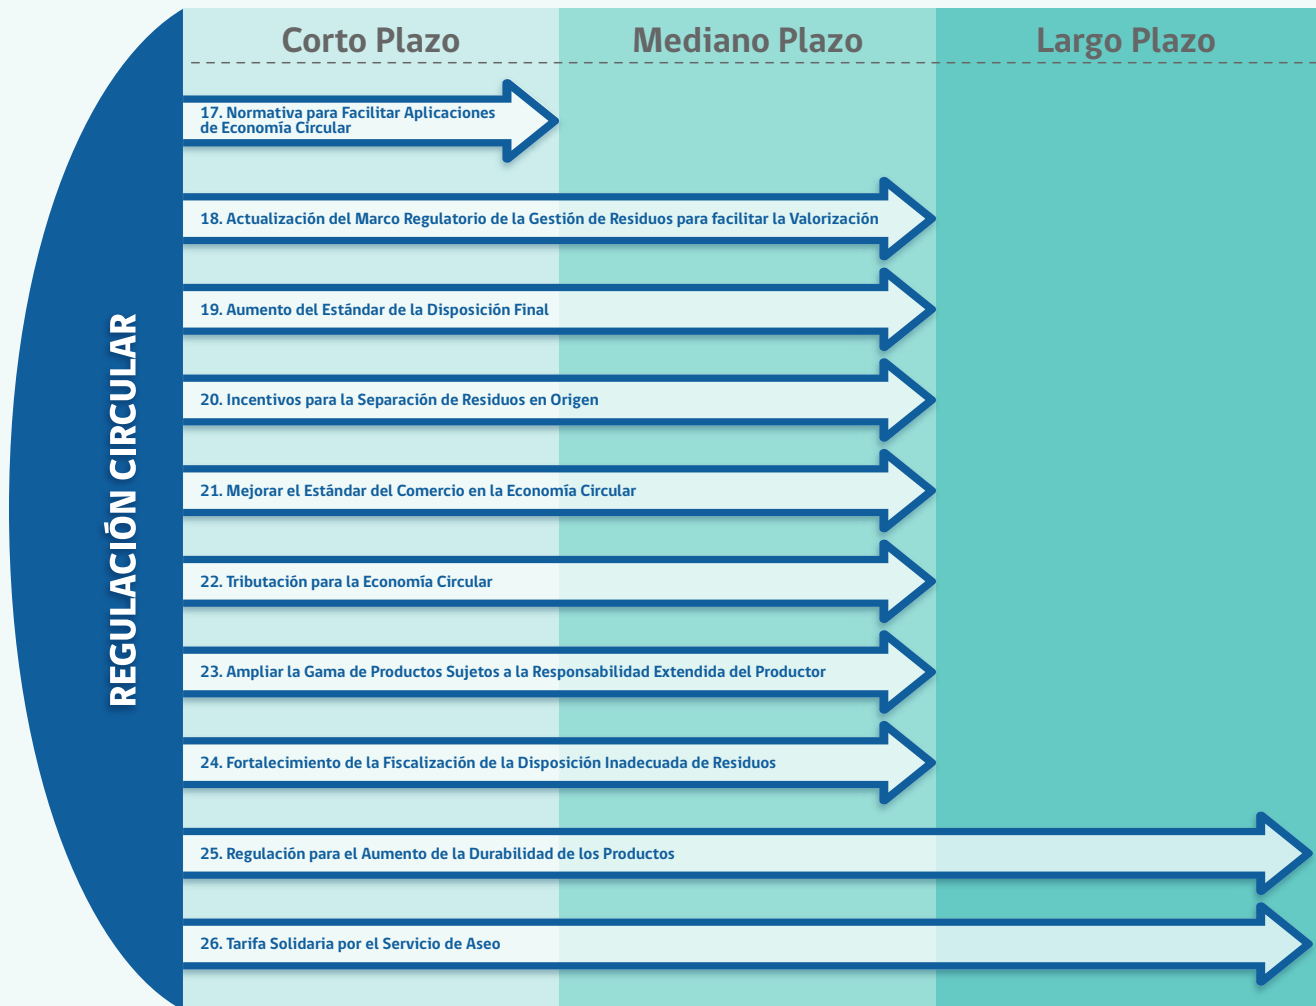 Corto Plazo
Mediano Plazo
Largo Plazo
REGULACIÓN CIRCULAR
17. Normativa para Facilitar Aplicaciones
de Economía Circular
18. Actualización del Marco Regulatorio de la Gestión de Residuos para facilitar la Valorización
19. Aumento del Estándar de la Disposición Final
20. Incentivos para la Separación de Residuos en Origen
21. Mejorar el Estándar del Comercio en la Economía Circular
22. Tributación para la Economía Circular
23. Ampliar la Gama de Productos Sujetos a la Responsabilidad Extendida del Productor
24. Fortalecimiento de la Fiscalización de la Disposición Inadecuada de Residuos
25. Regulación para el Aumento de la Durabilidad de los Productos
26. Tarifa Solidaria por el Servicio de Aseo